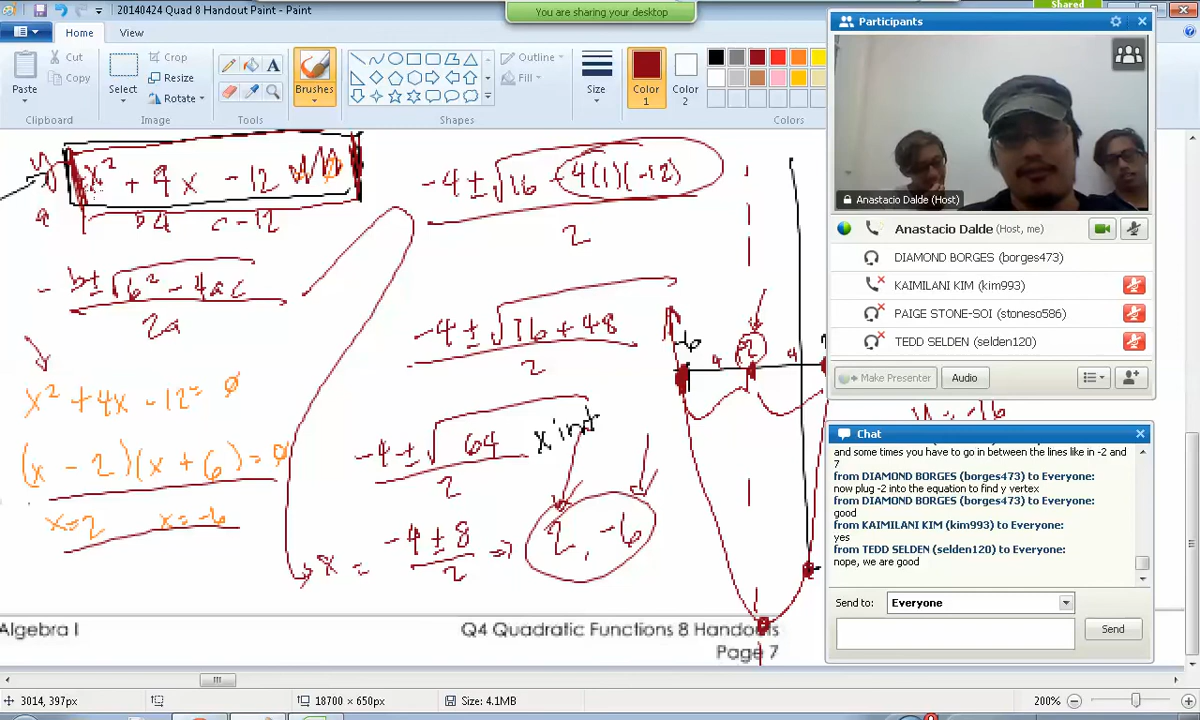 20140424 Quad 8 Handout Paint - Paint
You are sharing your desktop
Shared
Home
View
Paste
Cut
Copy
Clipboard
Select
Crop
Resize
Rotate
Image
Tools
Brushes
Outline
Fill
Shapes
Size
Color
1
Color
2
Participants
Anastacio Dalde (Host)
Anastacio Dalde (Host, me)
DIAMOND BORGES (borges473)
KAIMILANI KIM (kim993)
PAIGE STONE-SOI (stoneso586)
TEDD SELDEN (selden120)
Make Presenter
Audio
Chat
and some times you have to go in between the lines like in -2 and
7
from DIAMOND BORGES (borges473) to Everyone:
now plug -2 into the equation to find y vertex
from DIAMOND BORGES (borges473) to Everyone:
good
from KAIMILANI KIM (kim993) to Everyone:
yes
from TEDD SELDEN (selden120) to Everyone:
nope, we are good
Send to:
Everyone
Send
y x² + 4x - 12
a b 4 c -12
- b ± √b² - 4ac
2a
x² + 4x - 12 = 0
(x - 2)(x + 6) = 0
x = 2 x = -6
-4 ± √16 - 4(1)(-12)
2
-4 ± √16 + 48
2
-4 ± √64
2
x int
x = -4 ± 8
2
2, -6
-6
4
4
Algebra I
Q4 Quadratic Functions 8 Handouts
Page 7
3014, 397px
18700 × 650px
Size: 4.1MB
200%